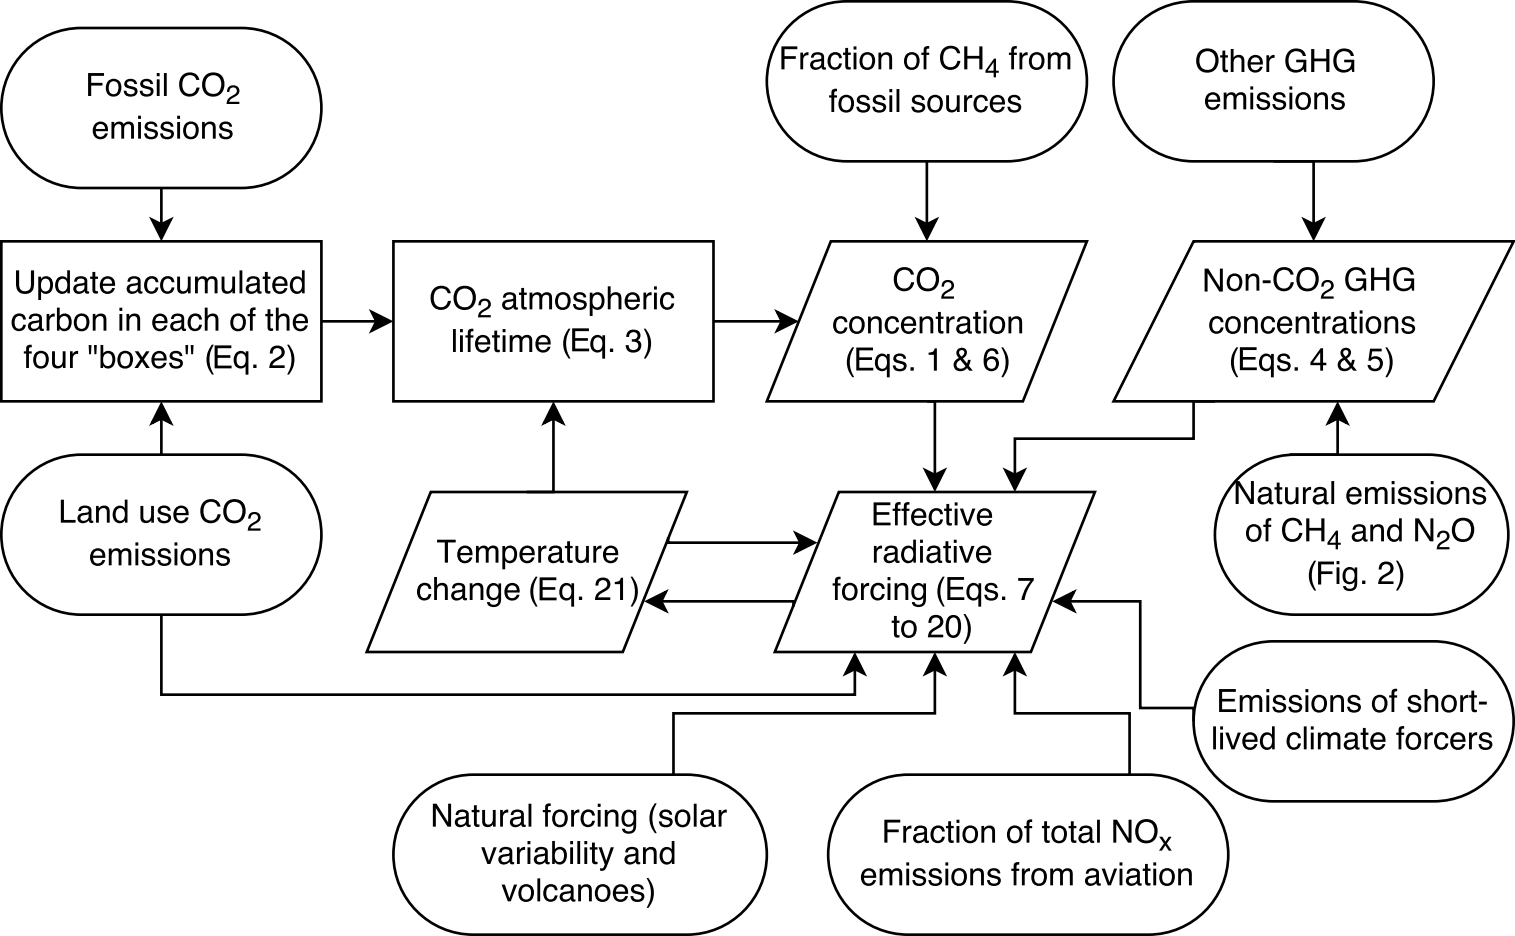 Fossil CO₂
emissions
Fraction of CH₄ from
fossil sources
Other GHG
emissions
Update accumulated
carbon in each of the
four "boxes" (Eq. 2)
CO₂ atmospheric
lifetime (Eq. 3)
CO₂
concentration
(Eqs. 1 & 6)
Non-CO₂ GHG
concentrations
(Eqs. 4 & 5)
Land use CO₂
emissions
Temperature
change (Eq. 21)
Effective
radiative
forcing (Eqs. 7
to 20)
Natural emissions
of CH₄ and N₂O
(Fig. 2)
Emissions of short-
lived climate forcers
Natural forcing (solar
variability and
volcanoes)
Fraction of total NOₓ
emissions from aviation